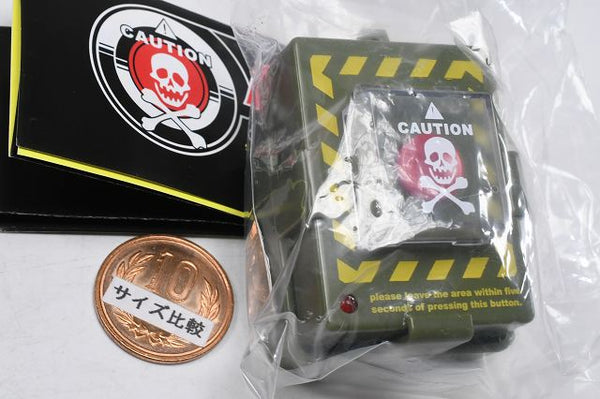 CAUTION
CAUTION
please leave the area within five
seconds of pressing this button.
10
サイズ比較